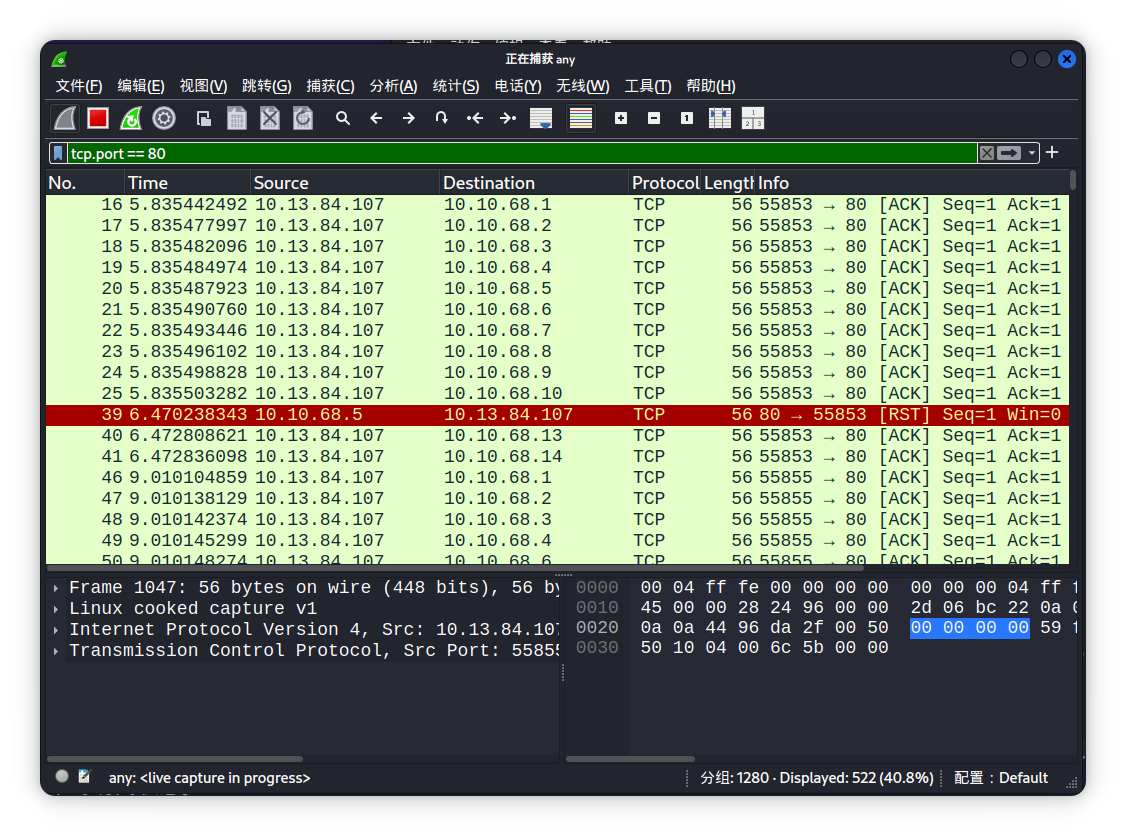 正在捕获 any
文件(F) 编辑(E) 视图(V) 跳转(G) 捕获(C) 分析(A) 统计(S) 电话(Y) 无线(W) 工具(T) 帮助(H)
tcp.port == 80
No. Time Source Destination Protocol Length Info
16 5.835442492 10.13.84.107 10.10.68.1 TCP 56 55853 → 80 [ACK] Seq=1 Ack=1
17 5.835477997 10.13.84.107 10.10.68.2 TCP 56 55853 → 80 [ACK] Seq=1 Ack=1
18 5.835482096 10.13.84.107 10.10.68.3 TCP 56 55853 → 80 [ACK] Seq=1 Ack=1
19 5.835484974 10.13.84.107 10.10.68.4 TCP 56 55853 → 80 [ACK] Seq=1 Ack=1
20 5.835487923 10.13.84.107 10.10.68.5 TCP 56 55853 → 80 [ACK] Seq=1 Ack=1
21 5.835490760 10.13.84.107 10.10.68.6 TCP 56 55853 → 80 [ACK] Seq=1 Ack=1
22 5.835493446 10.13.84.107 10.10.68.7 TCP 56 55853 → 80 [ACK] Seq=1 Ack=1
23 5.835496102 10.13.84.107 10.10.68.8 TCP 56 55853 → 80 [ACK] Seq=1 Ack=1
24 5.835498828 10.13.84.107 10.10.68.9 TCP 56 55853 → 80 [ACK] Seq=1 Ack=1
25 5.835503282 10.13.84.107 10.10.68.10 TCP 56 55853 → 80 [ACK] Seq=1 Ack=1
39 6.470238343 10.10.68.5 10.13.84.107 TCP 56 80 → 55853 [RST] Seq=1 Win=0
40 6.472808621 10.13.84.107 10.10.68.13 TCP 56 55853 → 80 [ACK] Seq=1 Ack=1
41 6.472836098 10.13.84.107 10.10.68.14 TCP 56 55853 → 80 [ACK] Seq=1 Ack=1
46 9.010104859 10.13.84.107 10.10.68.1 TCP 56 55855 → 80 [ACK] Seq=1 Ack=1
47 9.010138129 10.13.84.107 10.10.68.2 TCP 56 55855 → 80 [ACK] Seq=1 Ack=1
48 9.010142374 10.13.84.107 10.10.68.3 TCP 56 55855 → 80 [ACK] Seq=1 Ack=1
49 9.010145299 10.13.84.107 10.10.68.4 TCP 56 55855 → 80 [ACK] Seq=1 Ack=1
50 9.010148274 10.13.84.107 10.10.68.6 TCP 56 55855 → 80 [ACK] Seq=1 Ack=1
Frame 1047: 56 bytes on wire (448 bits), 56 by
Linux cooked capture v1
Internet Protocol Version 4, Src: 10.13.84.107
Transmission Control Protocol, Src Port: 55855
0000 00 04 ff fe 00 00 00 00 00 00 00 04 ff f
0010 45 00 00 28 24 96 00 00 2d 06 bc 22 0a 0
0020 0a 0a 44 96 da 2f 00 50 00 00 00 00 59 f
0030 50 10 04 00 6c 5b 00 00
any: <live capture in progress> 分组: 1280 · Displayed: 522 (40.8%) 配置：Default